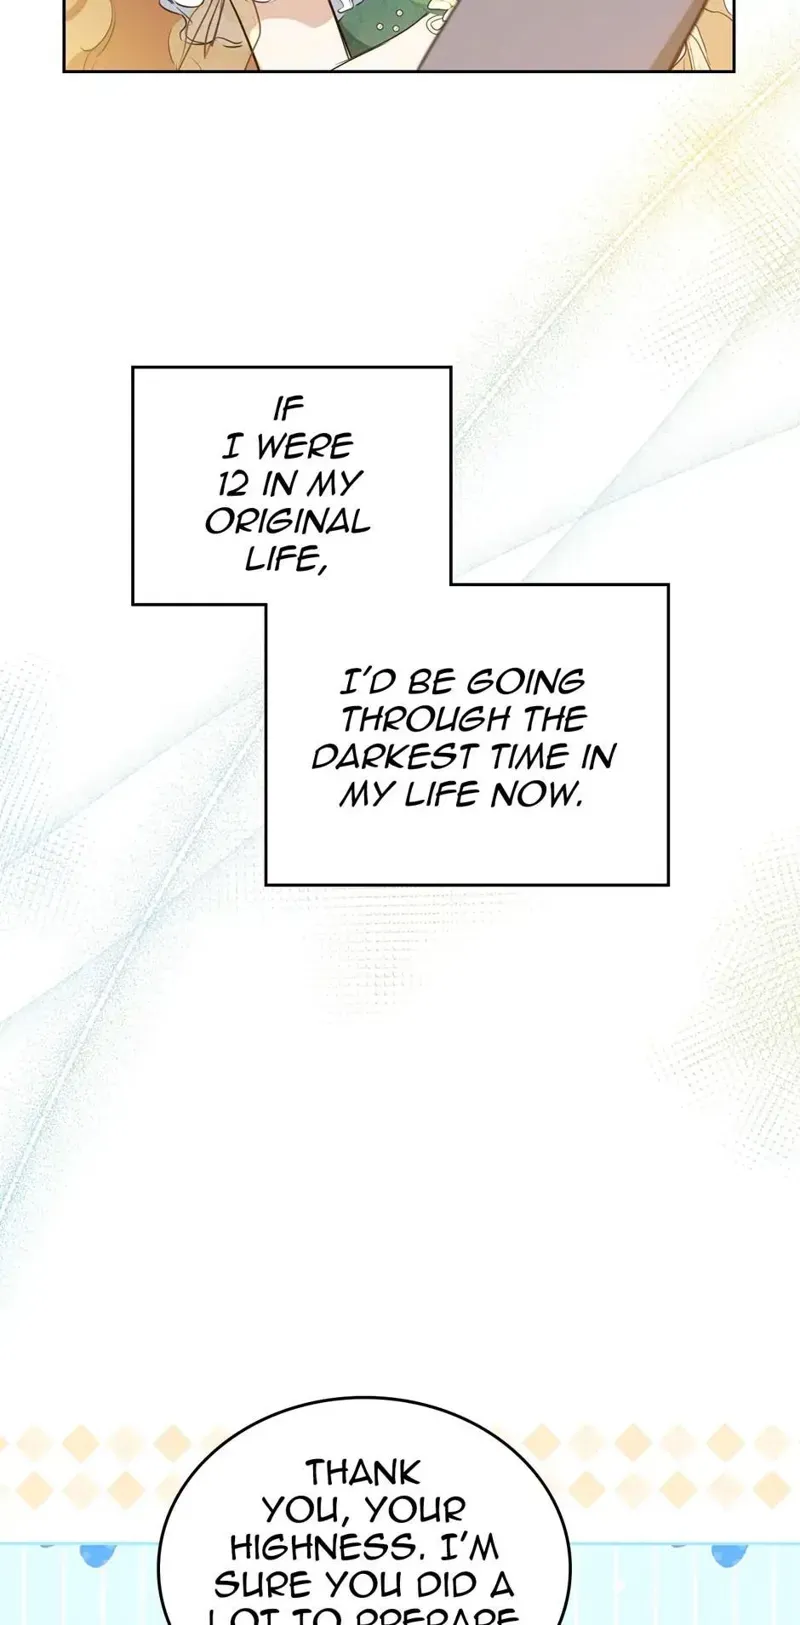 IF
I WERE
12 IN MY
ORIGINAL
LIFE,
I'D BE GOING
THROUGH THE
DARKEST TIME IN
MY LIFE NOW.
THANK
YOU, YOUR
HIGHNESS. I'M
SURE YOU DID A
LOT TO PREPARE